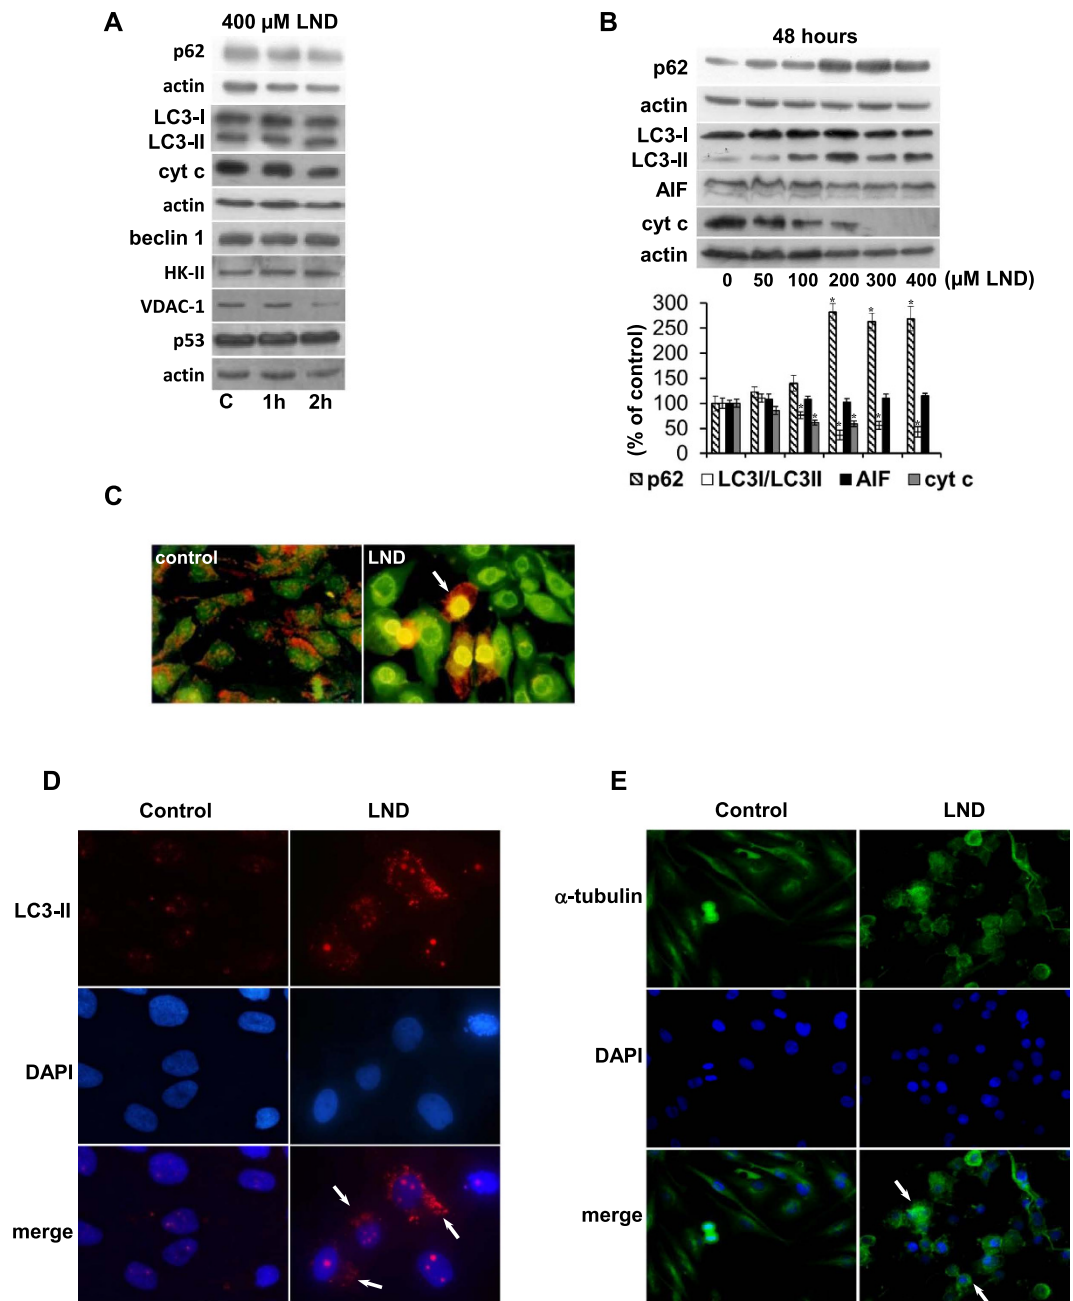 A
400 µM LND
p62
actin
LC3-I
LC3-II
cyt c
actin
beclin 1
HK-II
VDAC-1
p53
actin
C 1h 2h
B
48 hours
p62
actin
LC3-I
LC3-II
AIF
cyt c
actin
0 50 100 200 300 400 (µM LND)
(% of control)
300
250
200
150
100
50
0
* * * * * * * *
p62 LC3I/LC3II AIF cyt c
C
control LND
D
Control LND
LC3-II
DAPI
merge
E
Control LND
α-tubulin
DAPI
merge